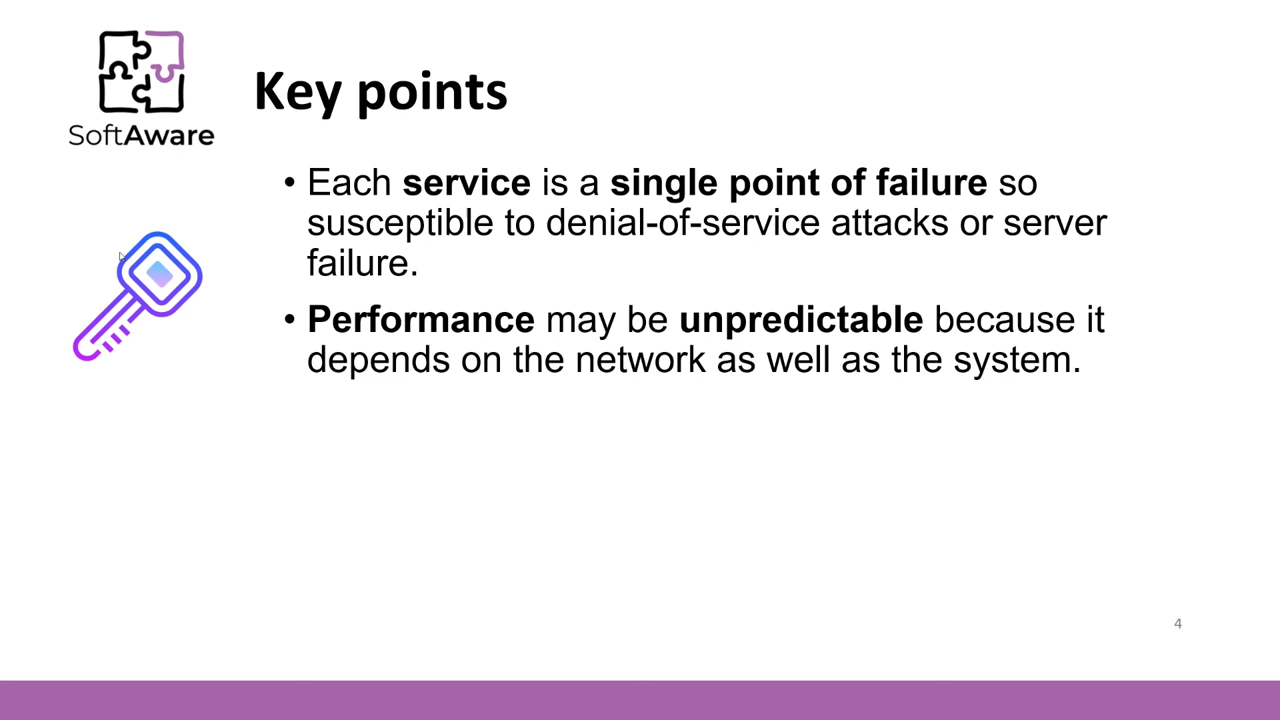 SoftAware
Key points
• Each service is a single point of failure so
susceptible to denial-of-service attacks or server
failure.
• Performance may be unpredictable because it
depends on the network as well as the system.
4